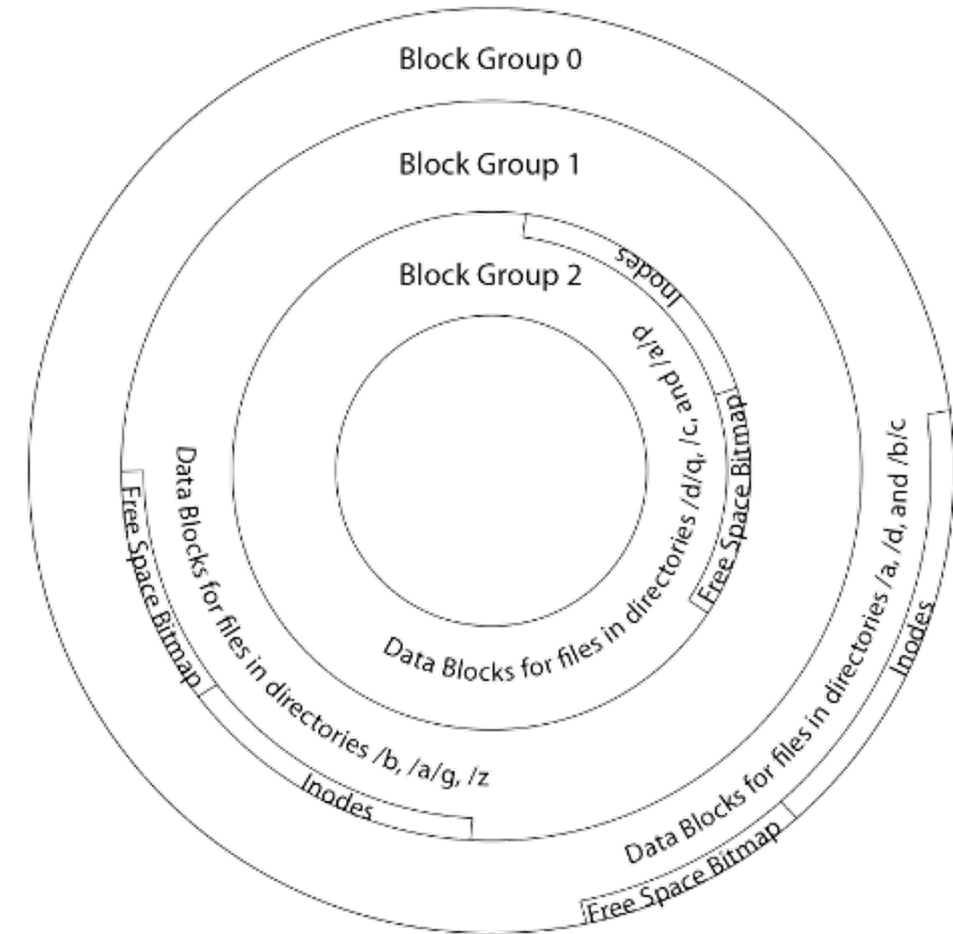 Block Group 0
Block Group 1
Block Group 2
Inodes
Data Blocks for files in directories /d/q, /c, and /a/p
Free Space Bitmap
Data Blocks for files in directories /b, /a/g, /z
Free Space Bitmap
Inodes
Data Blocks for files in directories /a, /d, and /b/c
Inodes
Free Space Bitmap